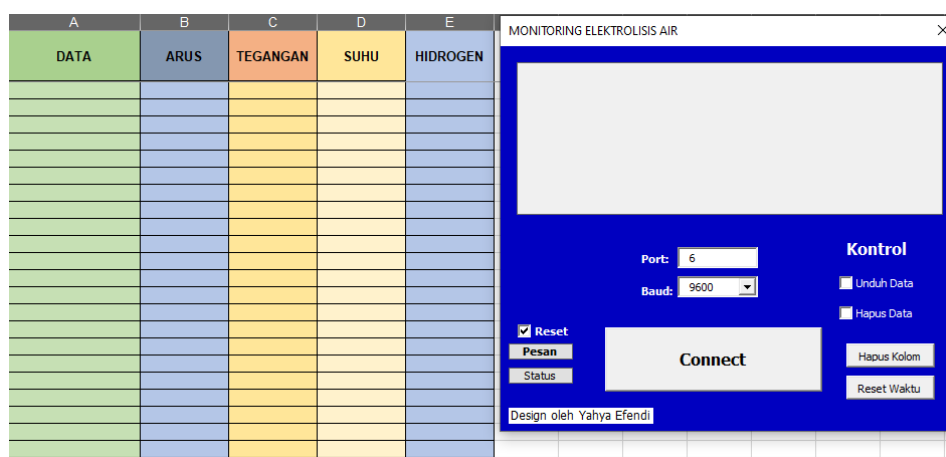 A B C D E
DATA ARUS TEGANGAN SUHU HIDROGEN
MONITORING ELEKTROLISIS AIR
Kontrol
Port: 6
Baud: 9600
Unduh Data
Hapus Data
Reset
Pesan
Status
Connect
Hapus Kolom
Reset Waktu
Design oleh Yahya Efendi